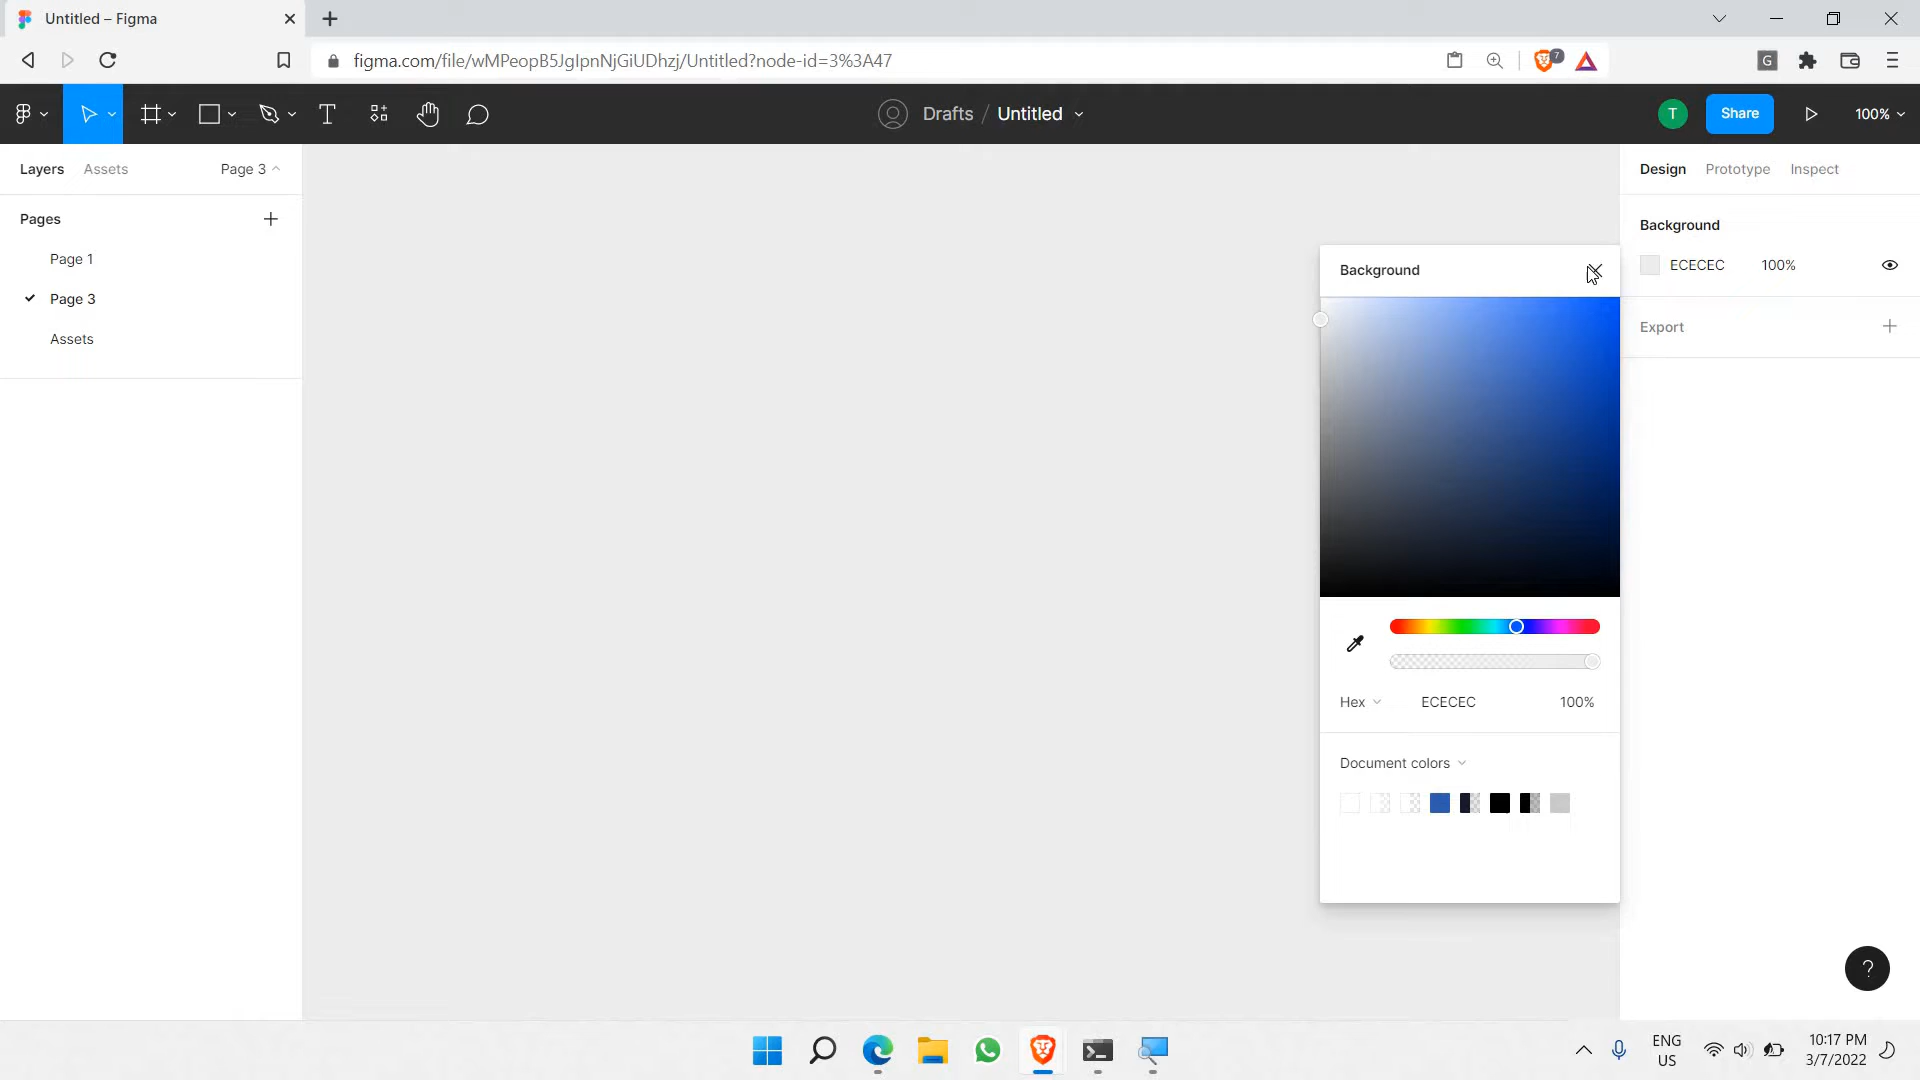 Untitled – Figma
figma.com/file/wMPeopB5JgIpnNjGiUDhzj/Untitled?node-id=3%3A47
7
G
Drafts / Untitled
T
Share
100%
Layers Assets Page 3
Pages
Page 1
Page 3
Assets
Design Prototype Inspect
Background
ECECEC 100%
Export
Background
Hex ECECEC 100%
Document colors
?
ENG
US
10:17 PM
3/7/2022